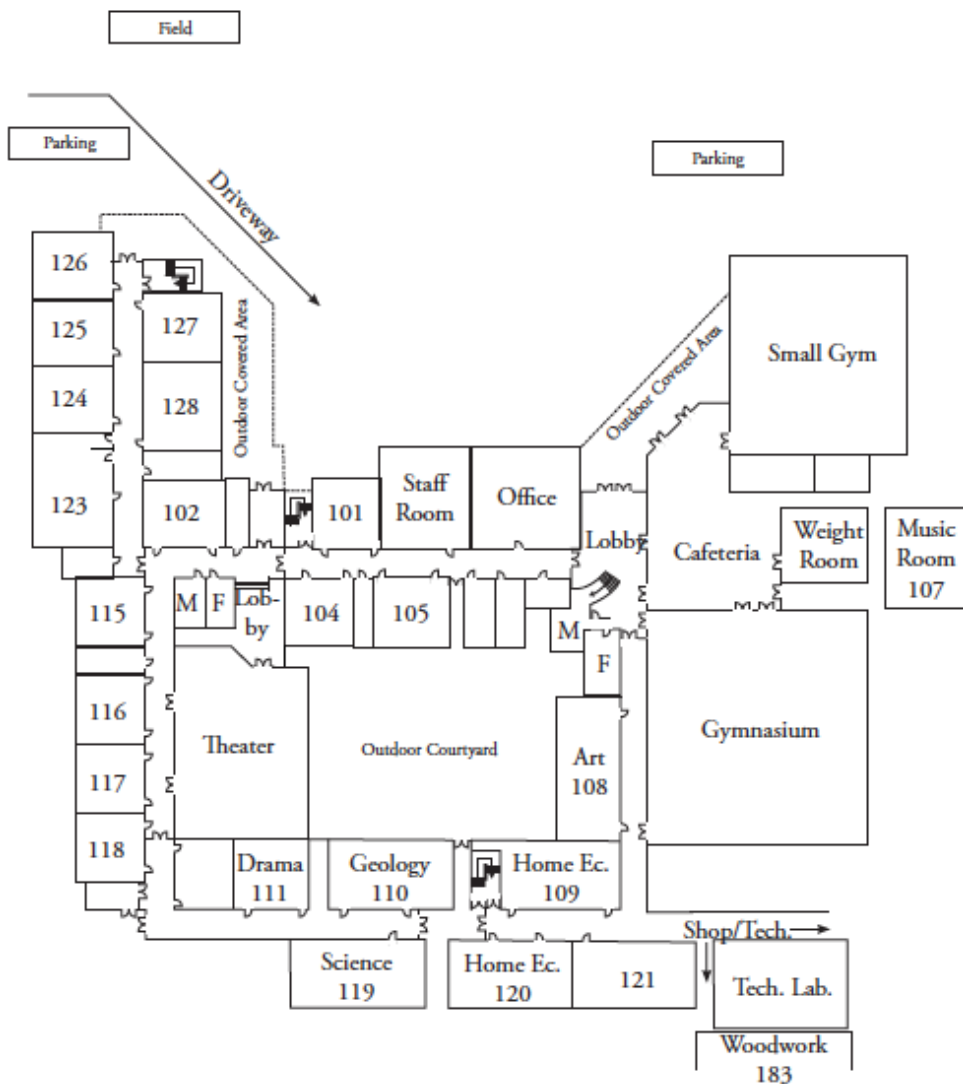 Field
Parking
Parking
Driveway
126
125
127
124
128
Outdoor Covered Area
Outdoor Covered Area
Small Gym
123
102
101
Staff
Room
Office
Lobby
Cafeteria
Weight
Room
Music
Room
107
115
M
F
Lob-
by
104
105
M
F
116
Theater
Outdoor Courtyard
Art
108
Gymnasium
117
118
Drama
111
Geology
110
Home Ec.
109
Shop/Tech.
Science
119
Home Ec.
120
121
Tech. Lab.
Woodwork
183